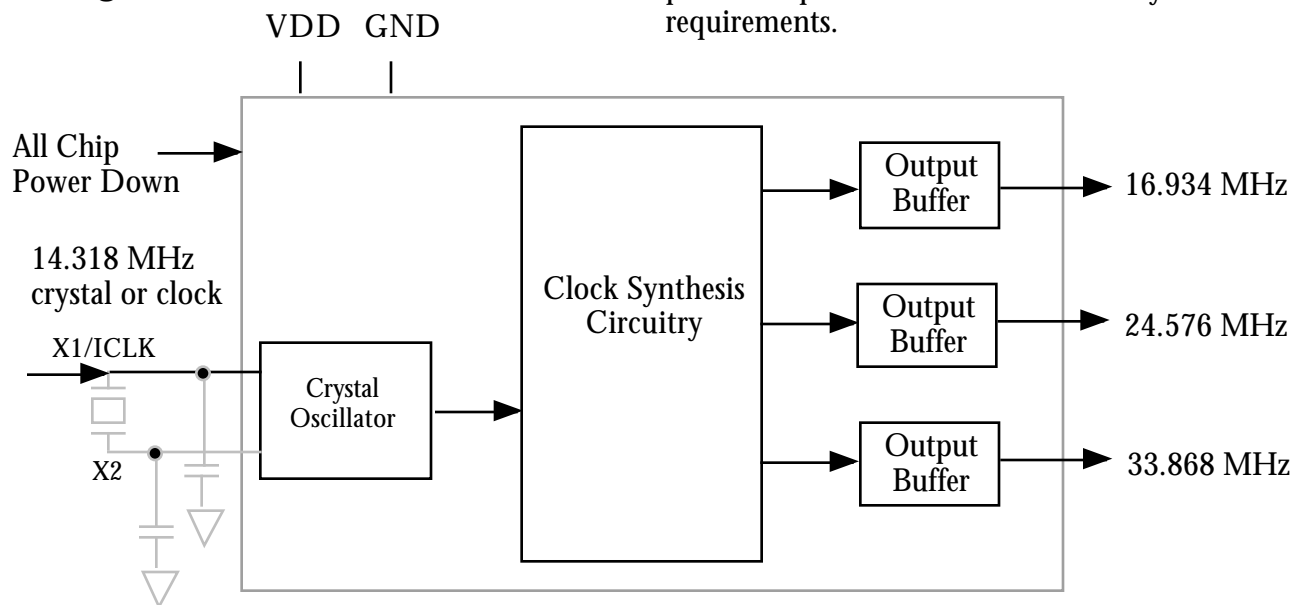 requirements.
VDD GND
All Chip
Power Down
14.318 MHz
crystal or clock
X1/ICLK
X2
Crystal
Oscillator
Clock Synthesis
Circuitry
Output
Buffer
16.934 MHz
Output
Buffer
24.576 MHz
Output
Buffer
33.868 MHz